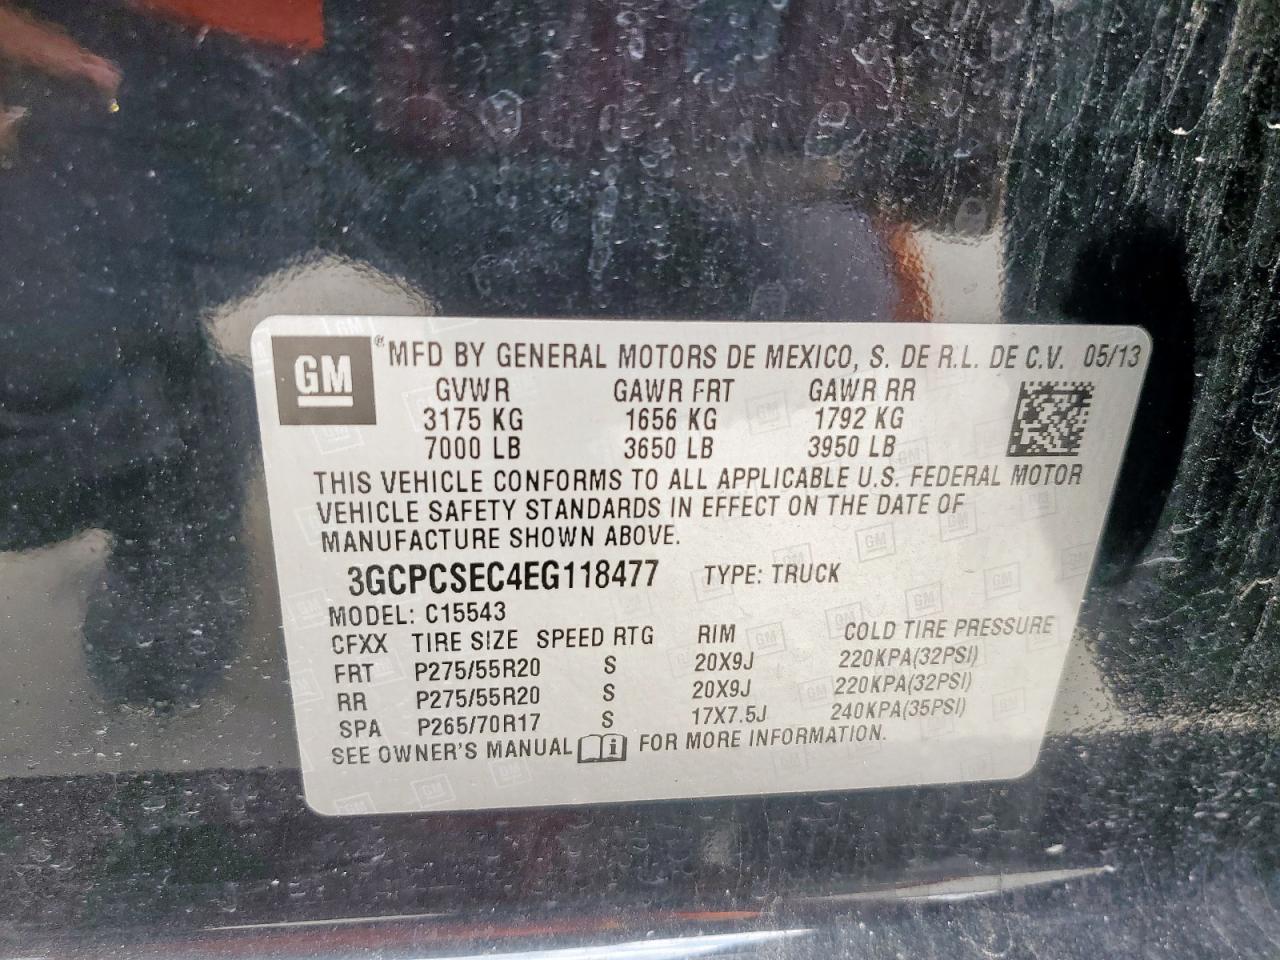 GM ® MFD BY GENERAL MOTORS DE MEXICO, S. DE R.L. DE C.V. 05/13
GVWR GAWR FRT GAWR RR
3175 KG 1656 KG 1792 KG
7000 LB 3650 LB 3950 LB
THIS VEHICLE CONFORMS TO ALL APPLICABLE U.S. FEDERAL MOTOR
VEHICLE SAFETY STANDARDS IN EFFECT ON THE DATE OF
MANUFACTURE SHOWN ABOVE.
3GCPCSEC4EG118477 TYPE: TRUCK
MODEL: C15543
CFXX TIRE SIZE SPEED RTG RIM COLD TIRE PRESSURE
FRT P275/55R20 S 20X9J 220KPA(32PSI)
RR P275/55R20 S 20X9J 220KPA(32PSI)
SPA P265/70R17 S 17X7.5J 240KPA(35PSI)
SEE OWNER'S MANUAL i FOR MORE INFORMATION.